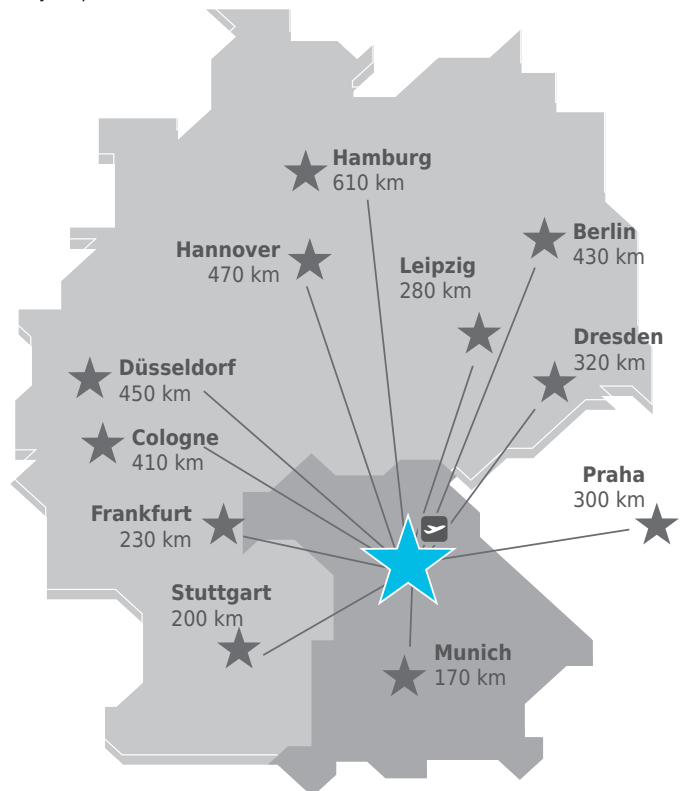 Hamburg
610 km
Hannover
470 km
Leipzig
280 km
Berlin
430 km
Dresden
320 km
Düsseldorf
450 km
Cologne
410 km
Frankfurt
230 km
Praha
300 km
Stuttgart
200 km
Munich
170 km